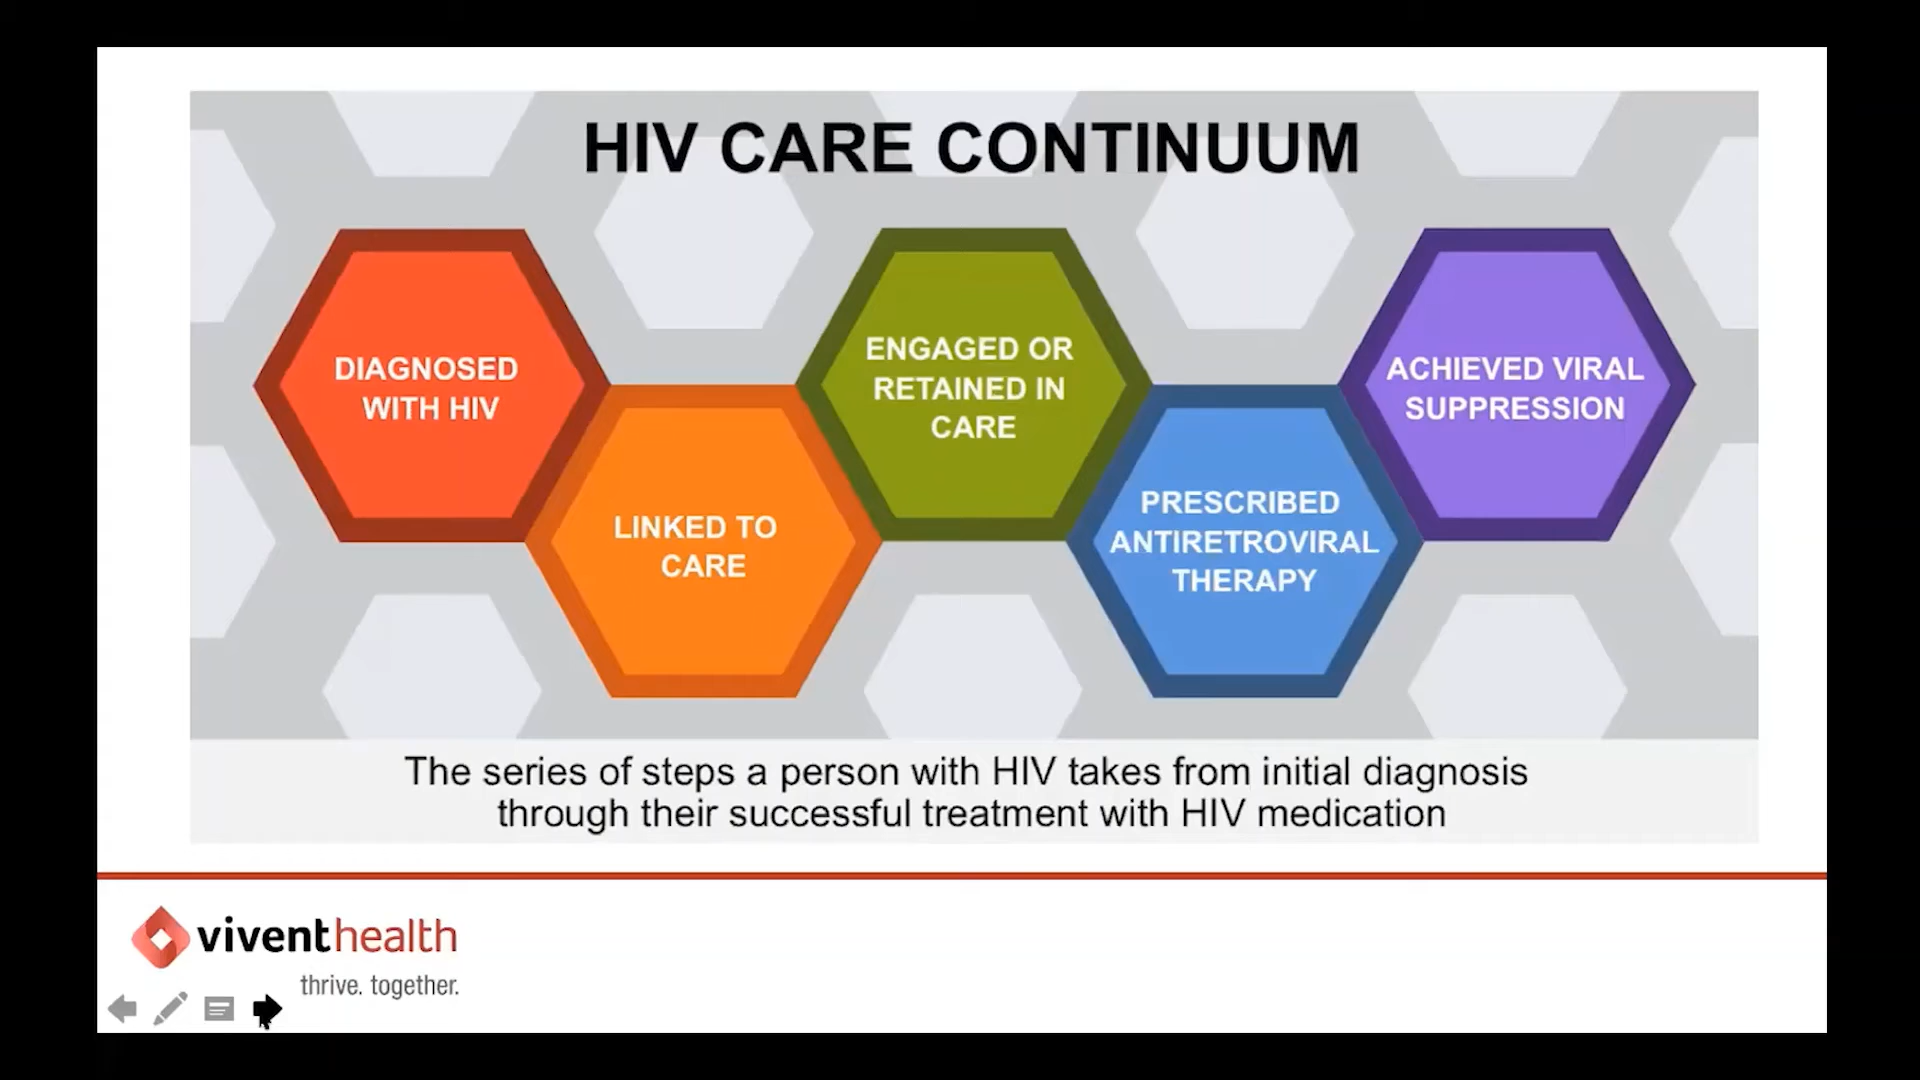 HIV CARE CONTINUUM
DIAGNOSED
WITH HIV
LINKED TO
CARE
ENGAGED OR
RETAINED IN
CARE
PRESCRIBED
ANTIRETROVIRAL
THERAPY
ACHIEVED VIRAL
SUPPRESSION
The series of steps a person with HIV takes from initial diagnosis
through their successful treatment with HIV medication
viventhealth
thrive. together.